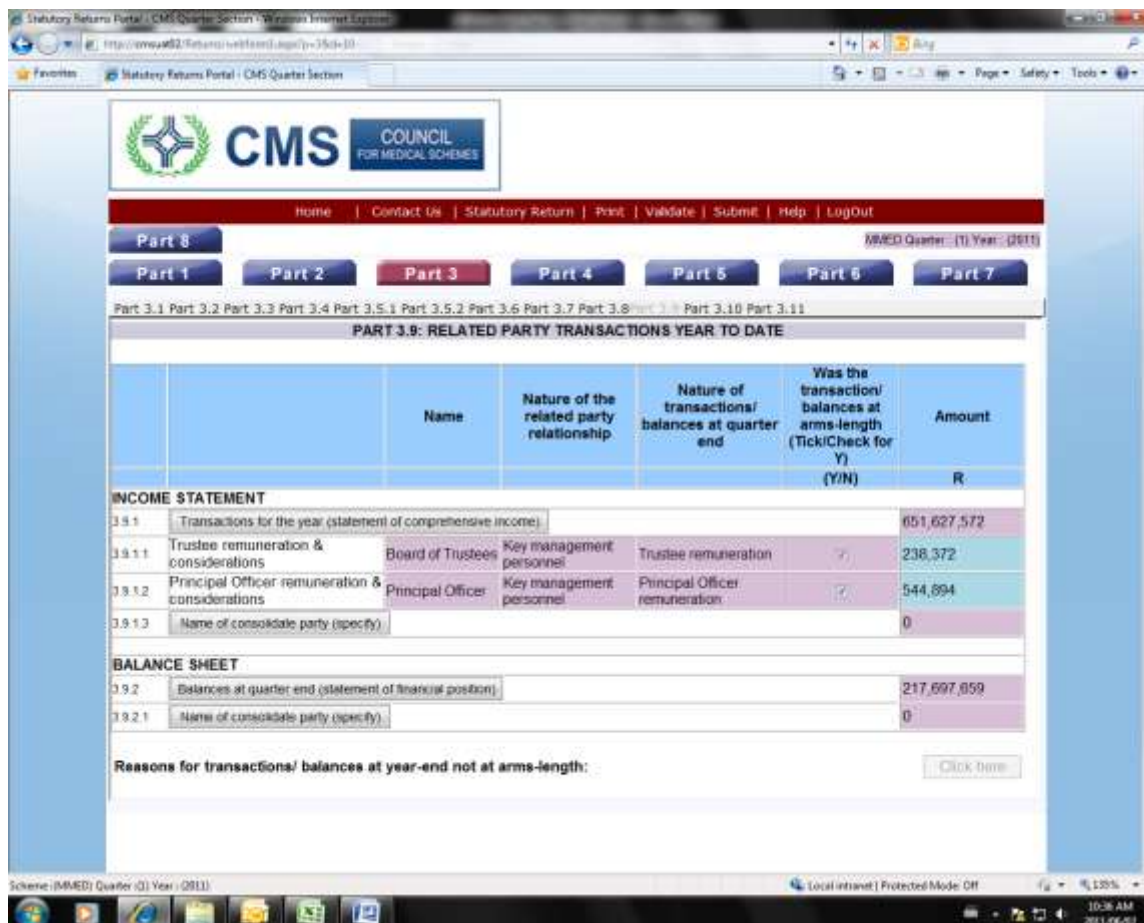 Statutory Returns Portal - CMS Quarter Section - Windows Internet Explorer
Bing
Favorites Statutory Returns Portal - CMS Quarter Section Page Safety Tools
CMS COUNCIL
FOR MEDICAL SCHEMES
Home | Contact Us | Statutory Return | Print | Validate | Submit | Help | LogOut
Part 8 MMED Quarter : (1) Year : (2011)
Part 1 Part 2 Part 3 Part 4 Part 5 Part 6 Part 7
Part 3.1 Part 3.2 Part 3.3 Part 3.4 Part 3.5.1 Part 3.5.2 Part 3.6 Part 3.7 Part 3.8 Part 3.9 Part 3.10 Part 3.11
PART 3.9: RELATED PARTY TRANSACTIONS YEAR TO DATE
Name
Nature of the
related party
relationship
Nature of
transactions/
balances at quarter
end
Was the
transaction/
balances at
arms-length
(Tick/Check for
Y)
Amount
(Y/N) R
INCOME STATEMENT
3.9.1 Transactions for the year (statement of comprehensive income) 651,627,572
3.9.1.1 Trustee remuneration &
considerations
Board of Trustees
Key management
personnel
Trustee remuneration
238,372
3.9.1.2 Principal Officer remuneration &
considerations
Principal Officer
Key management
personnel
Principal Officer
remuneration
544,894
3.9.1.3 Name of consolidate party (specify) 0
BALANCE SHEET
3.9.2 Balances at quarter end (statement of financial position) 217,697,659
3.9.2.1 Name of consolidate party (specify) 0
Reasons for transactions/ balances at year-end not at arms-length: Click here
Scheme :(MMED) Quarter :(1) Year : (2011) Local intranet | Protected Mode: Off 135%
10:36 AM